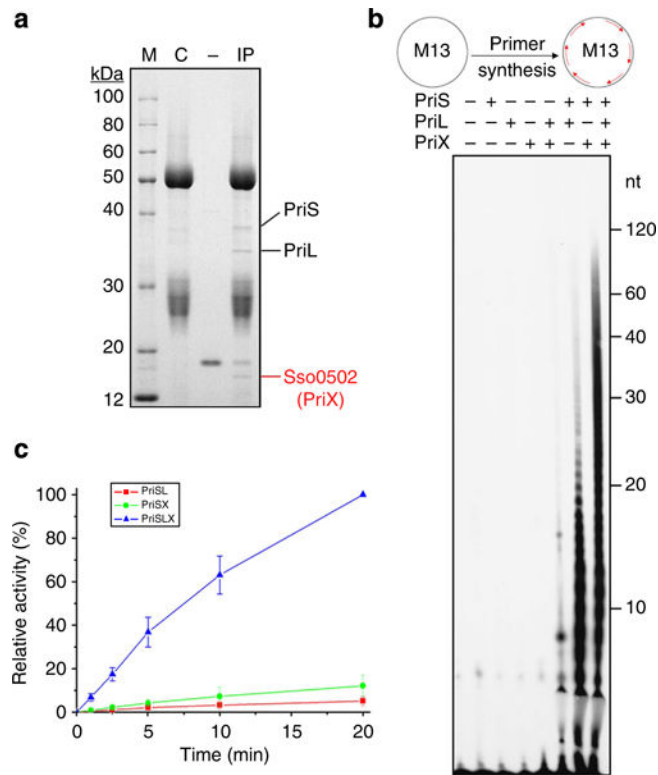 a
M C – IP
kDa
100
80
60
50
40
30
20
12
PriS
PriL
Sso0502
(PriX)
b
M13
Primer
synthesis
M13
PriS – + – – – + + +
PriL – – + – + + – +
PriX – – – + + – + +
nt
120
60
40
30
20
10
c
PriSL
PriSX
PriSLX
Relative activity (%)
100
80
60
40
20
0
0 5 10 15 20
Time (min)